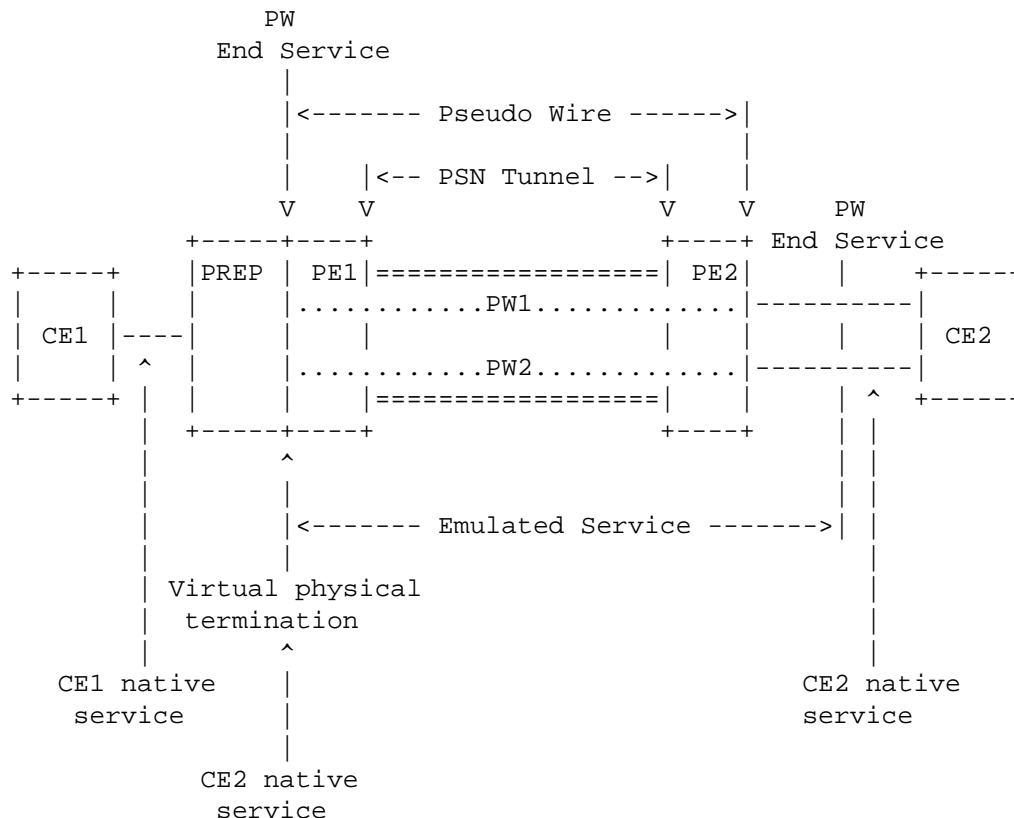 PW
End Service
|
|<------- Pseudo Wire ------>|
|                            |
|    |<-- PSN Tunnel -->|    |
V    V                  V    V     PW
+-----+----+                  +----+ End Service
+-----+    |PREP | PE1|==================| PE2|     |    +------
|     |    |     |............PW1.............|----------|
| CE1 |----|     |    |                  |    |     |    | CE2
|     | ^  |     |............PW2.............|----------|
+-----+ |  |     |    |==================|    |     | ^  +------
|  +-----+----+                  +----+     | |
|        ^                                  | |
|        |                                  | |
|        |<------- Emulated Service ------->| |
|        |                                    |
| Virtual physical                            |
|  termination                                |
|        ^                                    |
CE1 native   |                                CE2 native
service     |                                service
|
CE2 native
service